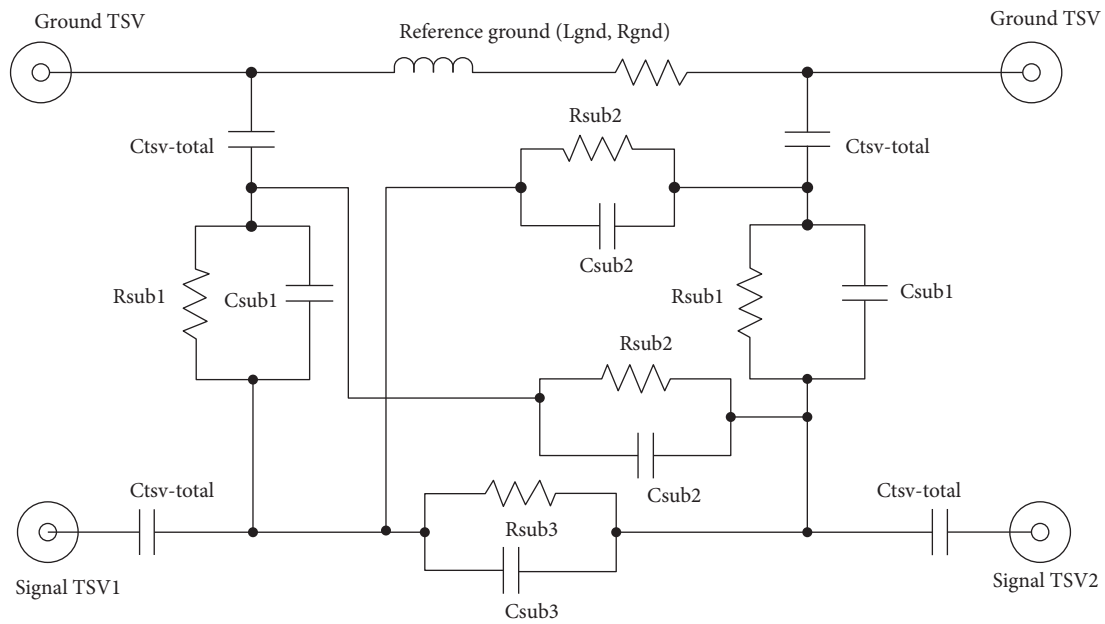 Ground TSV
Ground TSV
Reference ground (Lgnd, Rgnd)
Rsub2
Ctsv-total
Ctsv-total
Csub2
Rsub1
Csub1
Rsub1
Csub1
Rsub2
Ctsv-total
Csub2
Ctsv-total
Rsub3
Signal TSV1
Signal TSV2
Csub3